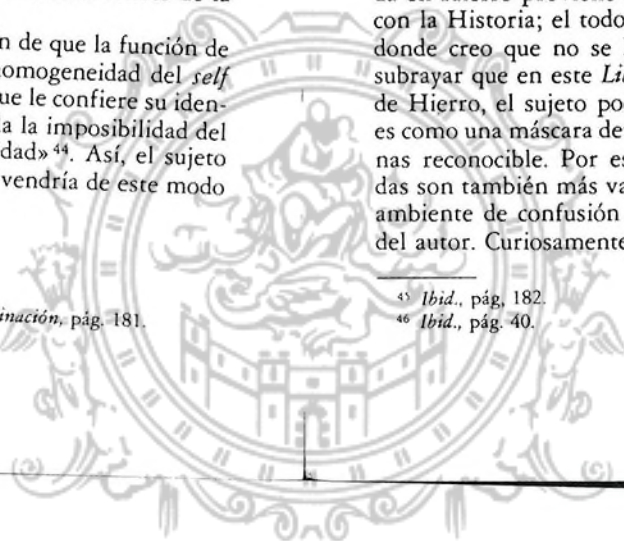 n de que la función de
omogeneidad del self
ue le confiere su iden-
a la imposibilidad del
dad» ⁴⁴. Así, el sujeto
vendría de este modo
inación, pág. 181.
con la Historia; el todo
donde creo que no se
subrayar que en este Li
de Hierro, el sujeto po
es como una máscara de
nas reconocible. Por es
das son también más va
ambiente de confusión
del autor. Curiosamente
⁴⁵ Ibid., pág, 182.
⁴⁶ Ibid., pág. 40.